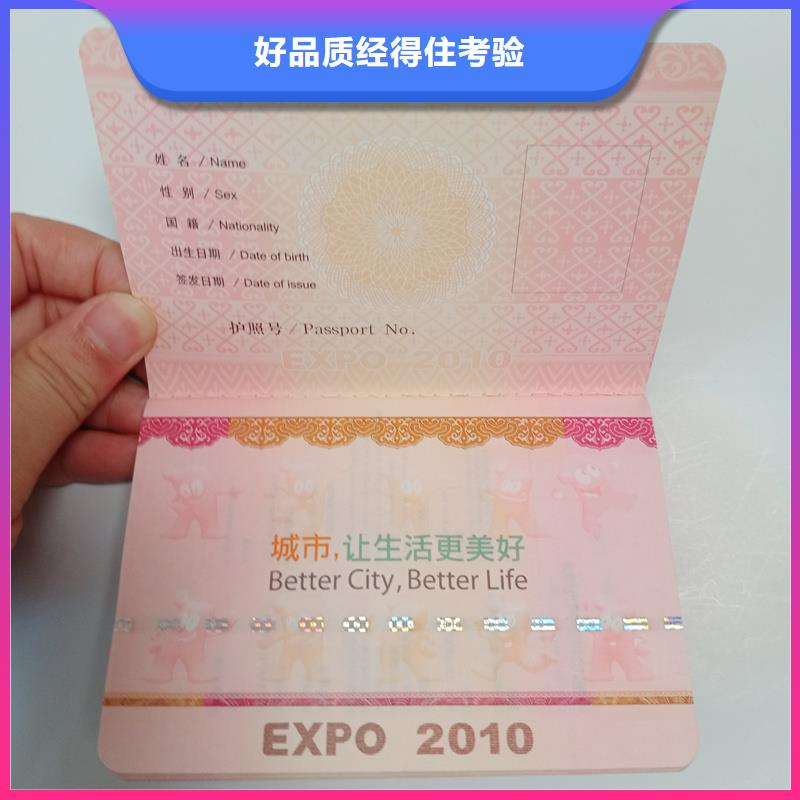 好品质经得住考验
姓 名 / Name
性 别 / Sex
国 籍 / Nationality
出生日期 / Date of birth
签发日期 / Date of issue
护照号 / Passport No.
EXPO 2010
城市,让生活更美好
Better City, Better Life
EXPO 2010